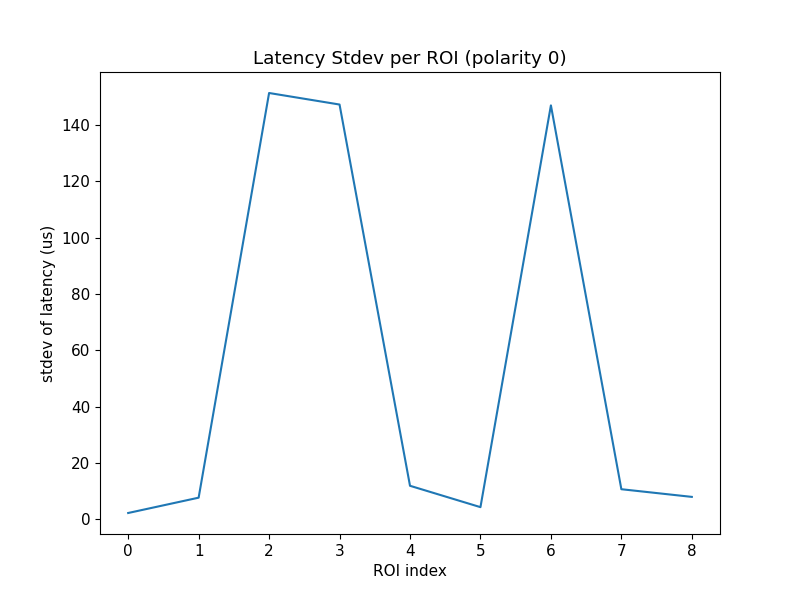 Latency Stdev per ROI (polarity 0)
140
120
100
80
60
40
20
0
stdev of latency (us)
0 1 2 3 4 5 6 7 8
ROI index